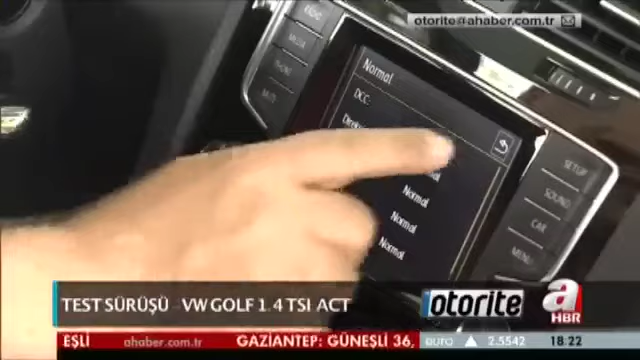 otorite@ahaber.com.tr
RADIO
MEDIA
PHONE
MUTE
Normal
DCC:
Normal
Normal
Normal
SETUP
SOUND
CAR
MENU
TEST SÜRÜŞÜ - VW GOLF 1.4 TSI ACT
otorite
a
HBR
EŞLİ
ahaber.com.tr
GAZİANTEP: GÜNEŞLİ 36,
euro ▲ 2.5542
18:22